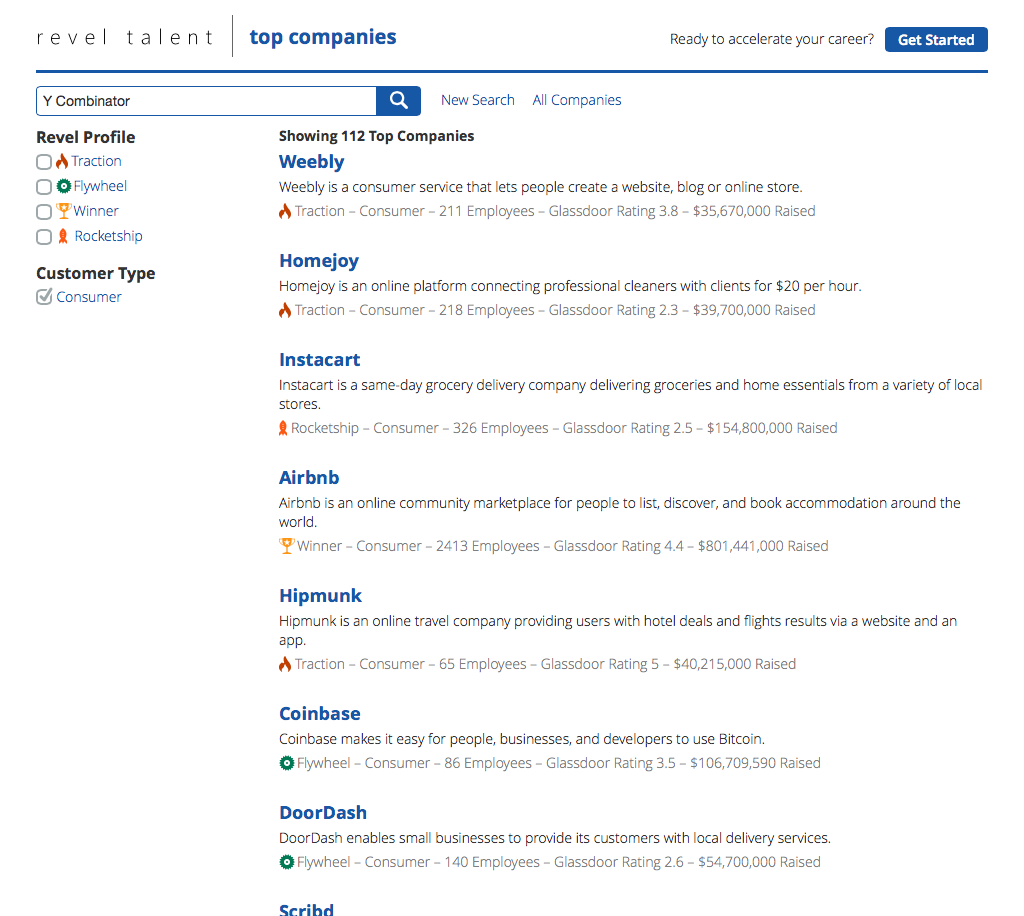 revel talent
top companies
Ready to accelerate your career?
Get Started
Y Combinator
New Search
All Companies
Revel Profile
Traction
Flywheel
Winner
Rocketship
Customer Type
Consumer
Showing 112 Top Companies
Weebly
Weebly is a consumer service that lets people create a website, blog or online store.
Traction – Consumer – 211 Employees – Glassdoor Rating 3.8 – $35,670,000 Raised
Homejoy
Homejoy is an online platform connecting professional cleaners with clients for $20 per hour.
Traction – Consumer – 218 Employees – Glassdoor Rating 2.3 – $39,700,000 Raised
Instacart
Instacart is a same-day grocery delivery company delivering groceries and home essentials from a variety of local
stores.
Rocketship – Consumer – 326 Employees – Glassdoor Rating 2.5 – $154,800,000 Raised
Airbnb
Airbnb is an online community marketplace for people to list, discover, and book accommodation around the
world.
Winner – Consumer – 2413 Employees – Glassdoor Rating 4.4 – $801,441,000 Raised
Hipmunk
Hipmunk is an online travel company providing users with hotel deals and flights results via a website and an
app.
Traction – Consumer – 65 Employees – Glassdoor Rating 5 – $40,215,000 Raised
Coinbase
Coinbase makes it easy for people, businesses, and developers to use Bitcoin.
Flywheel – Consumer – 86 Employees – Glassdoor Rating 3.5 – $106,709,590 Raised
DoorDash
DoorDash enables small businesses to provide its customers with local delivery services.
Flywheel – Consumer – 140 Employees – Glassdoor Rating 2.6 – $54,700,000 Raised
Scribd